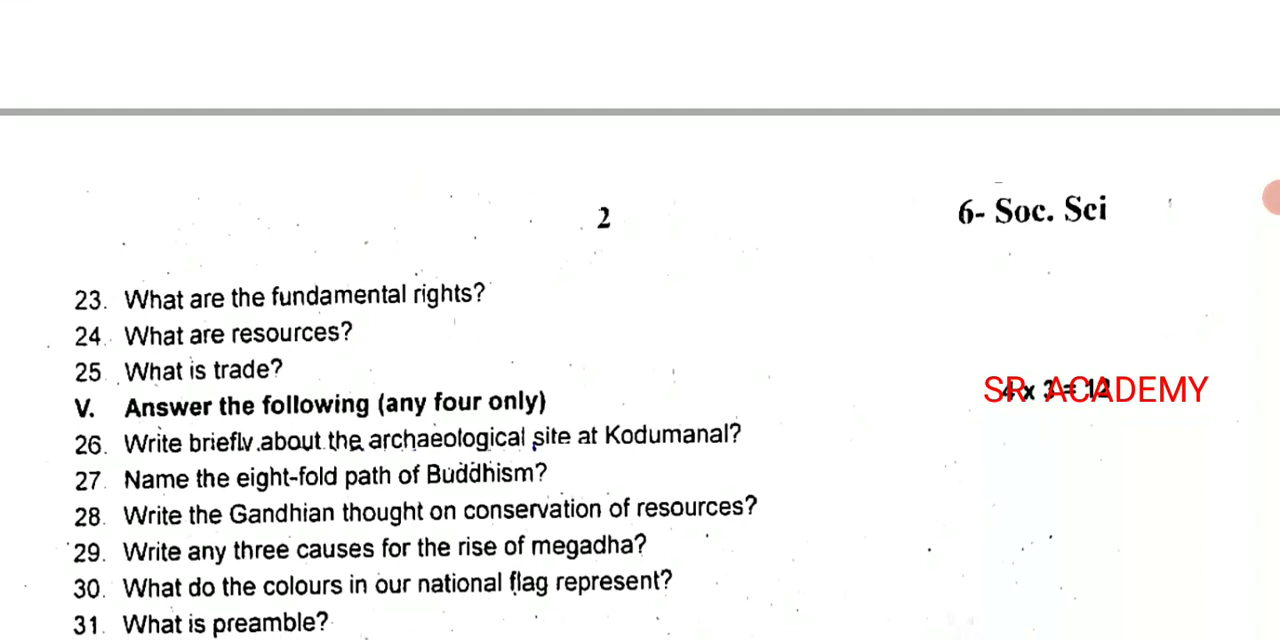 2
6- Soc. Sci
23. What are the fundamental rights?
24. What are resources?
25. What is trade?
V. Answer the following (any four only)
4 x 3 = 12
SR ACADEMY
26. Write briefly about the archaeological site at Kodumanal?
27. Name the eight-fold path of Buddhism?
28. Write the Gandhian thought on conservation of resources?
29. Write any three causes for the rise of megadha?
30. What do the colours in our national flag represent?
31. What is preamble?